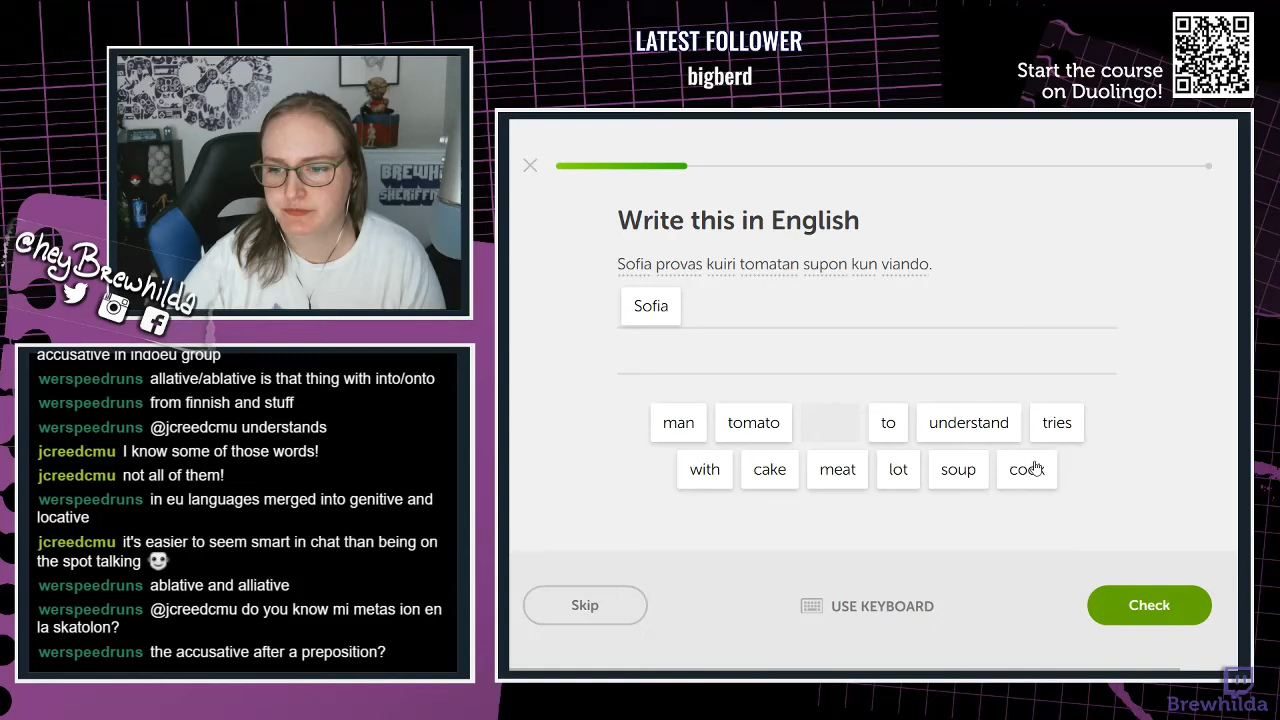 LATEST FOLLOWER
bigberd
Start the course
on Duolingo!
BREWH
SHERIFF
@heyBrewhilda
Write this in English
Sofia provas kuiri tomatan supon kun viando.
Sofia
man tomato to understand tries
with cake meat lot soup cook
Skip
USE KEYBOARD
Check
accusative in indoeu group
werspeedruns allative/ablative is that thing with into/onto
werspeedruns from finnish and stuff
werspeedruns @jcreedcmu understands
jcreedcmu I know some of those words!
jcreedcmu not all of them!
werspeedruns in eu languages merged into genitive and
locative
jcreedcmu it's easier to seem smart in chat than being on
the spot talking
werspeedruns ablative and alliative
werspeedruns @jcreedcmu do you know mi metas ion en
la skatolon?
werspeedruns the accusative after a preposition?
Brewhilda